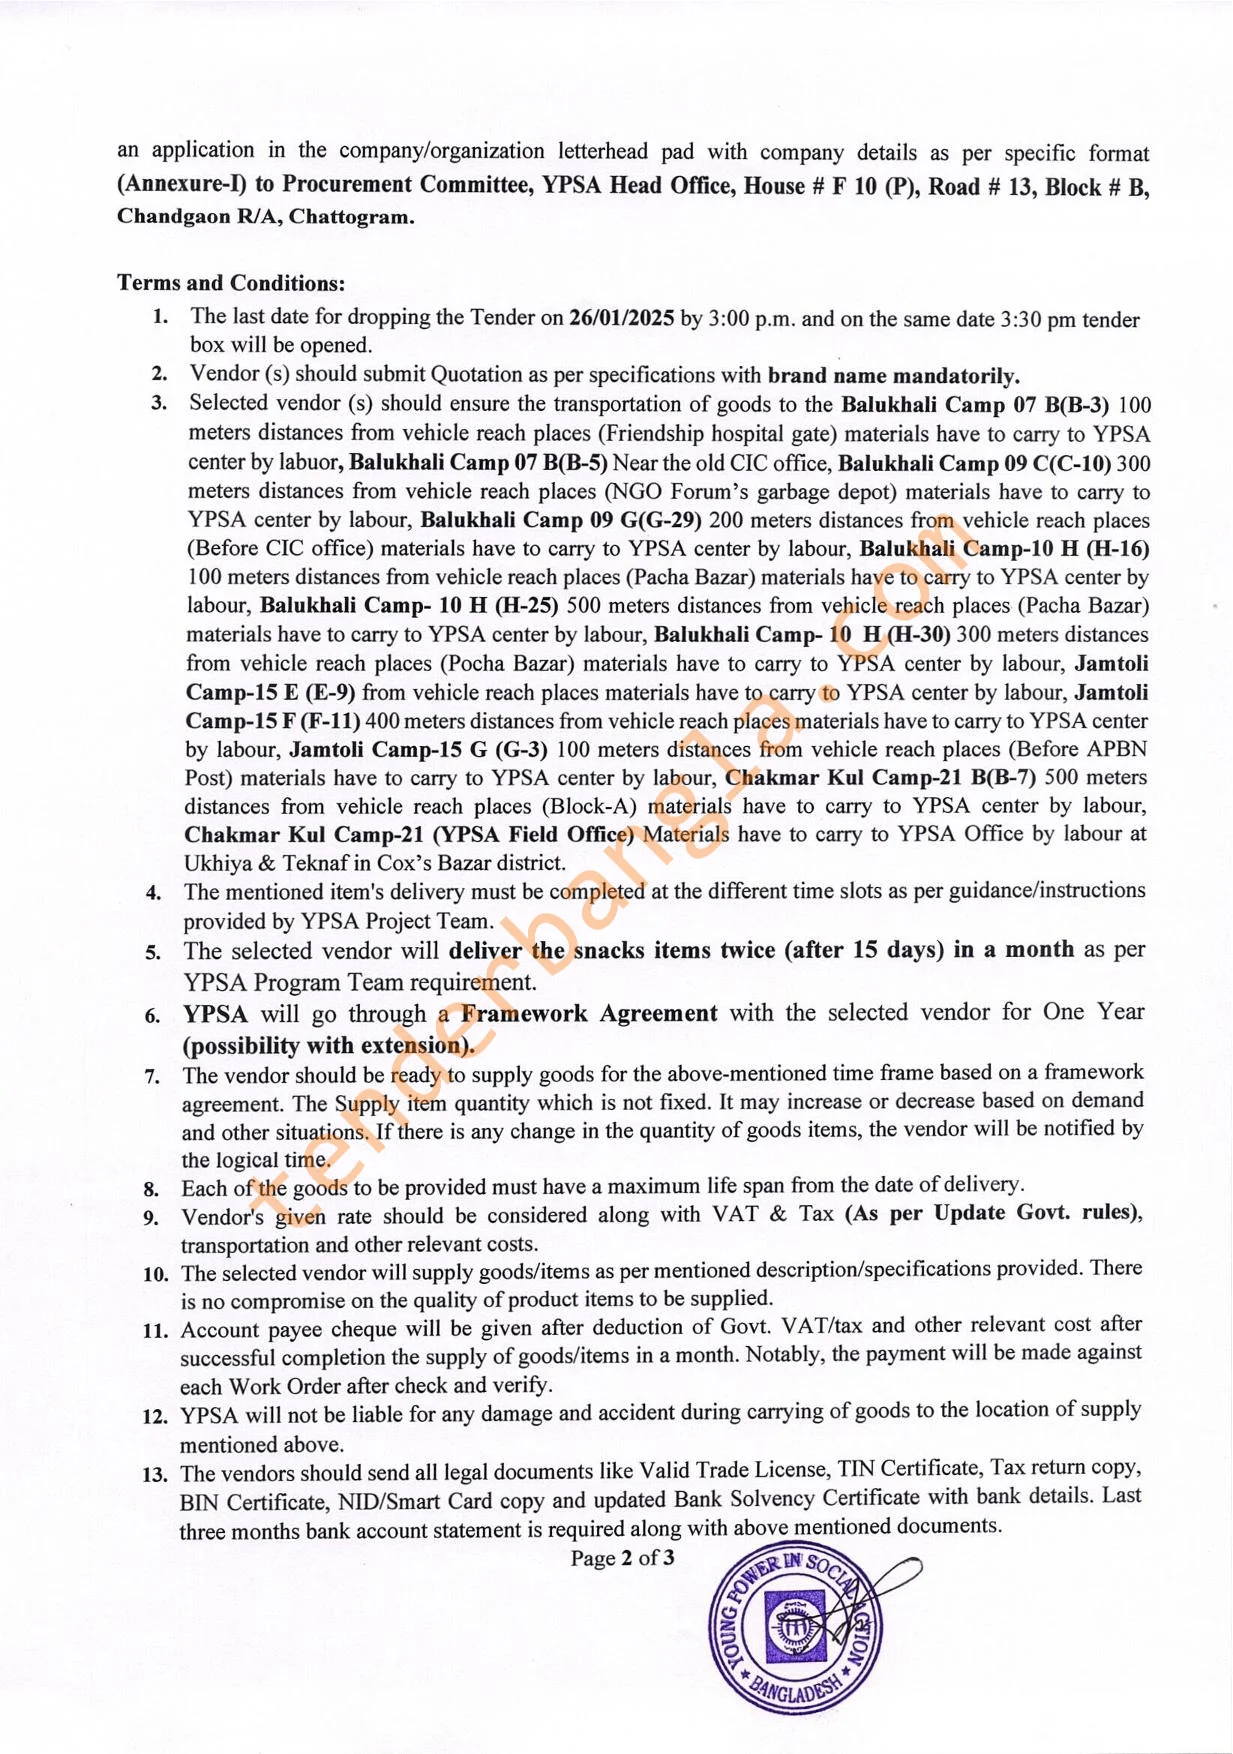 an application in the company/organization letterhead pad with company details as per specific format
(Annexure-I) to Procurement Committee, YPSA Head Office, House # F 10 (P), Road # 13, Block # B,
Chandgaon R/A, Chattogram.
Terms and Conditions:
1. The last date for dropping the Tender on 26/01/2025 by 3:00 p.m. and on the same date 3:30 pm tender
box will be opened.
2. Vendor (s) should submit Quotation as per specifications with brand name mandatorily.
3. Selected vendor (s) should ensure the transportation of goods to the Balukhali Camp 07 B(B-3) 100
meters distances from vehicle reach places (Friendship hospital gate) materials have to carry to YPSA
center by labuor, Balukhali Camp 07 B(B-5) Near the old CIC office, Balukhali Camp 09 C(C-10) 300
meters distances from vehicle reach places (NGO Forum's garbage depot) materials have to carry to
YPSA center by labour, Balukhali Camp 09 G(G-29) 200 meters distances from vehicle reach places
(Before CIC office) materials have to carry to YPSA center by labour, Balukhali Camp-10 H (H-16)
100 meters distances from vehicle reach places (Pacha Bazar) materials have to carry to YPSA center by
labour, Balukhali Camp- 10 H (H-25) 500 meters distances from vehicle reach places (Pacha Bazar)
materials have to carry to YPSA center by labour, Balukhali Camp- 10 H (H-30) 300 meters distances
from vehicle reach places (Pocha Bazar) materials have to carry to YPSA center by labour, Jamtoli
Camp-15 E (E-9) from vehicle reach places materials have to carry to YPSA center by labour, Jamtoli
Camp-15 F (F-11) 400 meters distances from vehicle reach places materials have to carry to YPSA center
by labour, Jamtoli Camp-15 G (G-3) 100 meters distances from vehicle reach places (Before APBN
Post) materials have to carry to YPSA center by labour, Chakmar Kul Camp-21 B(B-7) 500 meters
distances from vehicle reach places (Block-A) materials have to carry to YPSA center by labour,
Chakmar Kul Camp-21 (YPSA Field Office) Materials have to carry to YPSA Office by labour at
Ukhiya & Teknaf in Cox's Bazar district.
4. The mentioned item's delivery must be completed at the different time slots as per guidance/instructions
provided by YPSA Project Team.
5. The selected vendor will deliver the snacks items twice (after 15 days) in a month as per
YPSA Program Team requirement.
6. YPSA will go through a Framework Agreement with the selected vendor for One Year
(possibility with extension).
7. The vendor should be ready to supply goods for the above-mentioned time frame based on a framework
agreement. The Supply item quantity which is not fixed. It may increase or decrease based on demand
and other situations. If there is any change in the quantity of goods items, the vendor will be notified by
the logical time.
8. Each of the goods to be provided must have a maximum life span from the date of delivery.
9. Vendor's given rate should be considered along with VAT & Tax (As per Update Govt. rules),
transportation and other relevant costs.
10. The selected vendor will supply goods/items as per mentioned description/specifications provided. There
is no compromise on the quality of product items to be supplied.
11. Account payee cheque will be given after deduction of Govt. VAT/tax and other relevant cost after
successful completion the supply of goods/items in a month. Notably, the payment will be made against
each Work Order after check and verify.
12. YPSA will not be liable for any damage and accident during carrying of goods to the location of supply
mentioned above.
13. The vendors should send all legal documents like Valid Trade License, TIN Certificate, Tax return copy,
BIN Certificate, NID/Smart Card copy and updated Bank Solvency Certificate with bank details. Last
three months bank account statement is required along with above mentioned documents.
Page 2 of 3
YOUNG POWER IN SOCIAL ACTION
★ BANGLADESH ★
tenderbangla.com